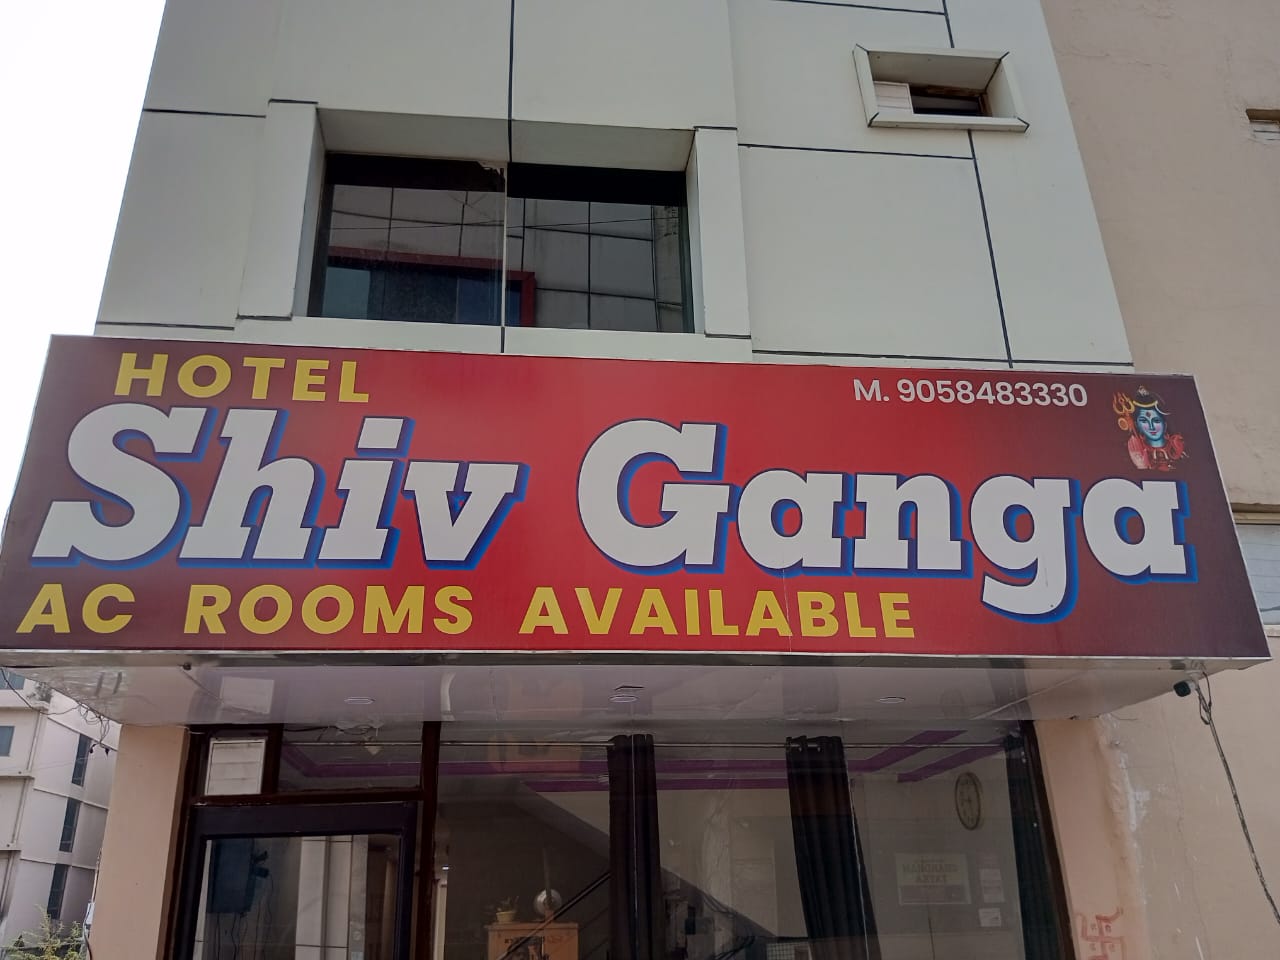 HOTEL
M. 9058483330
Shiv Ganga
AC ROOMS AVAILABLE